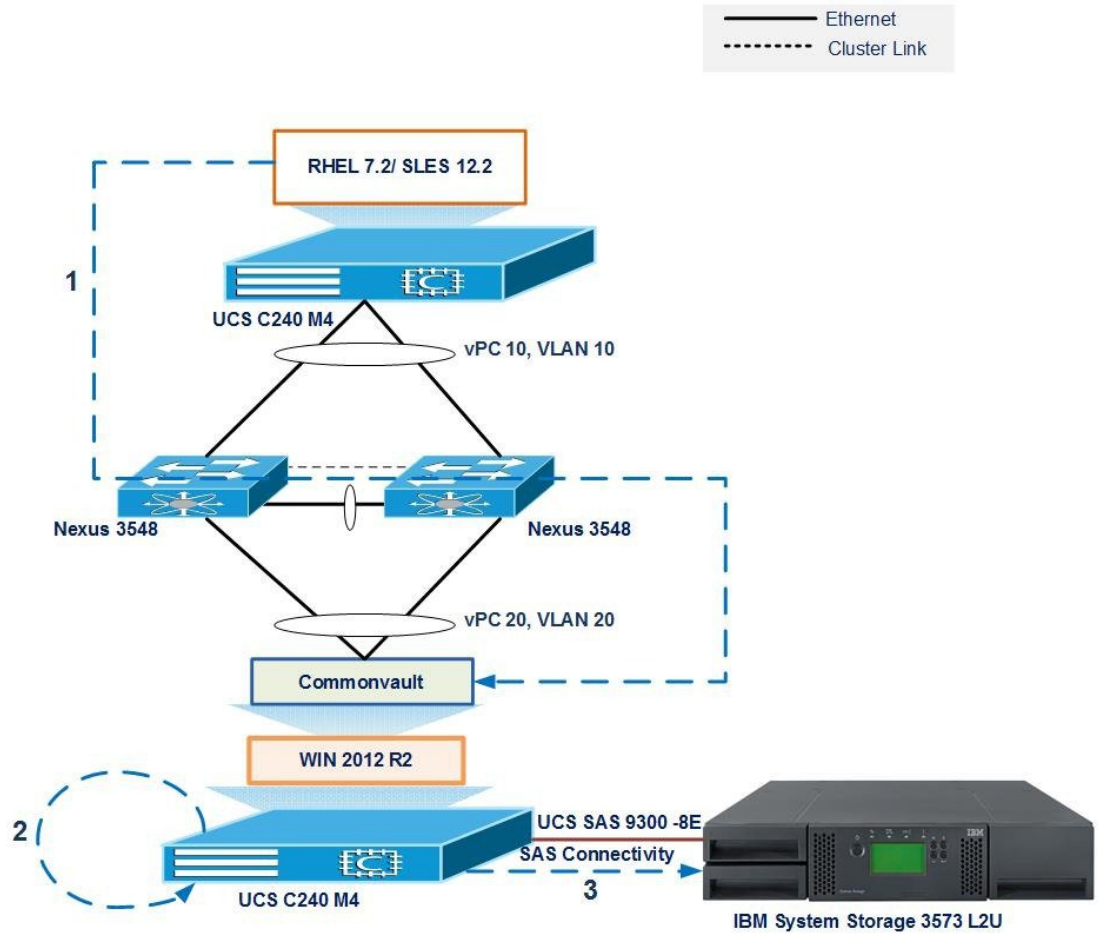 Ethernet
Cluster Link
RHEL 7.2/ SLES 12.2
1
UCS C240 M4
vPC 10, VLAN 10
Nexus 3548
Nexus 3548
vPC 20, VLAN 20
Commonvault
WIN 2012 R2
2
UCS SAS 9300 -8E
SAS Connectivity
3
UCS C240 M4
IBM
IBM System Storage 3573 L2U